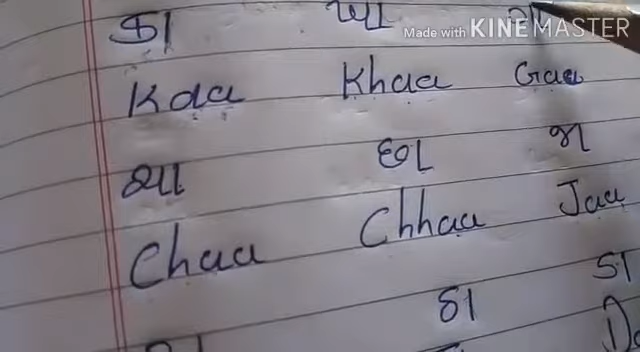 Made with KINEMASTER
કા ખા ગા
Kaa Khaa Gaa
ચા છા જા
Chaa Chhaa Jaa
ઠા ડા